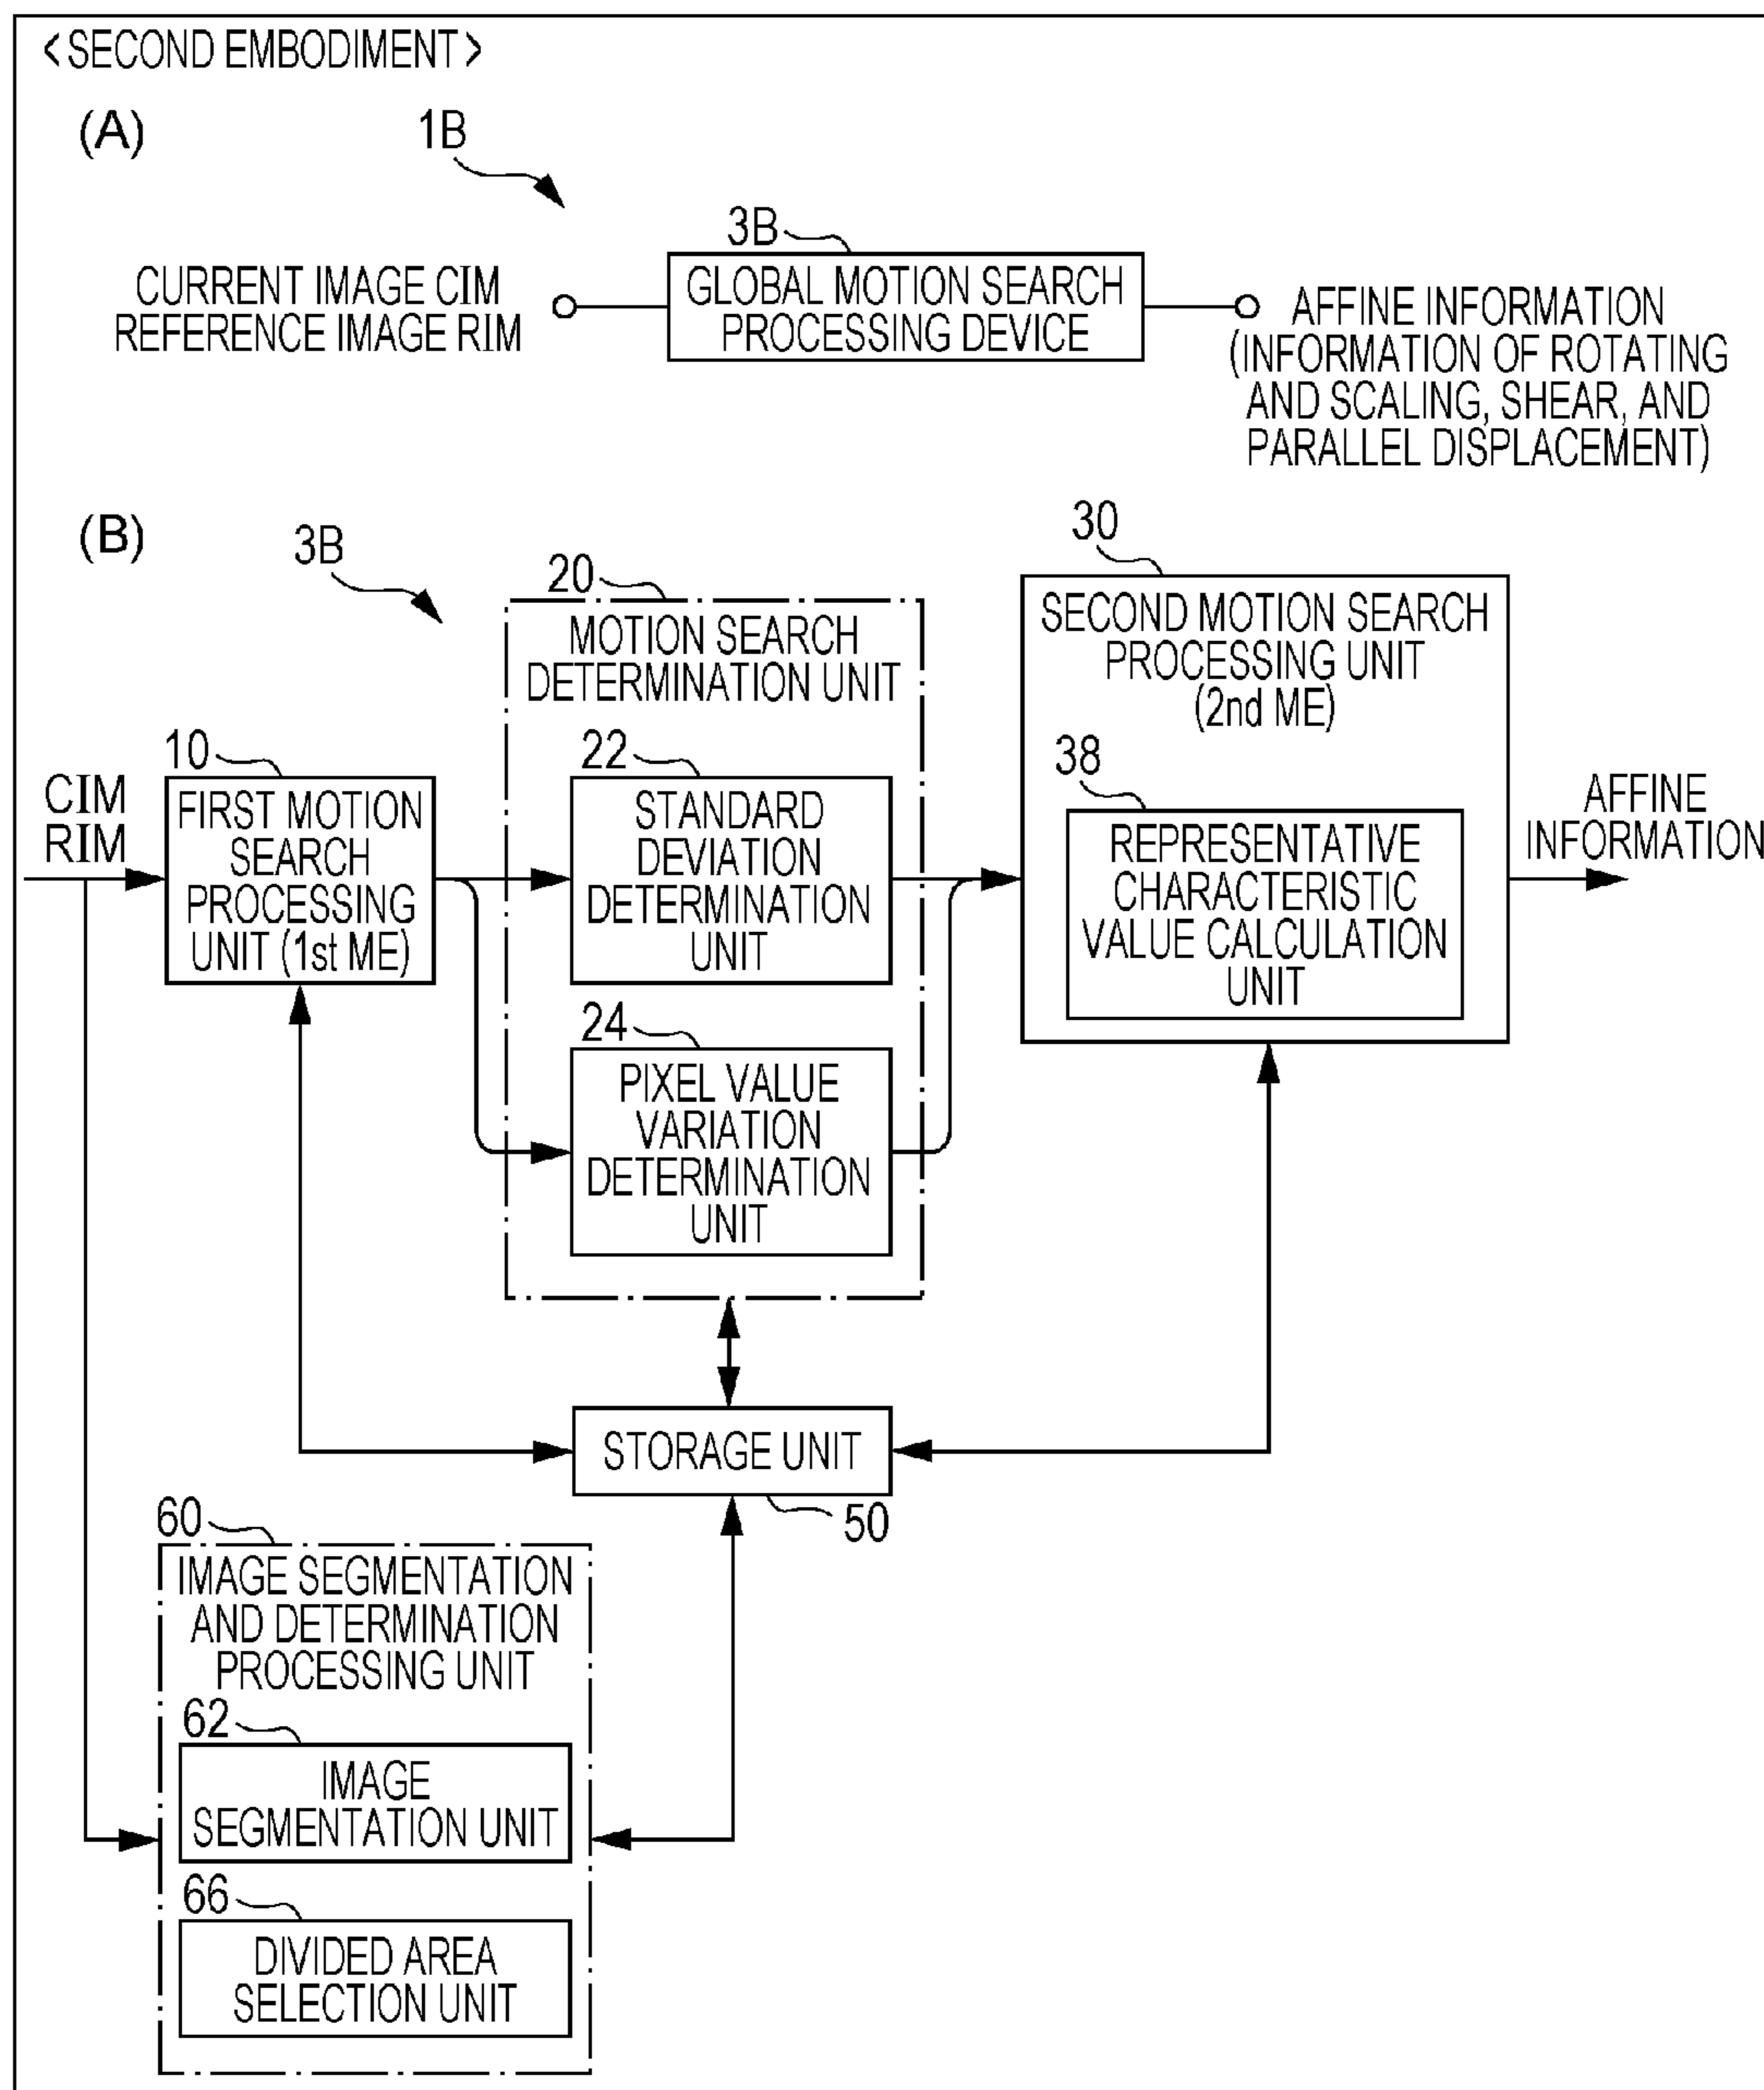 <SECOND EMBODIMENT>
(A)
1B
3B
CURRENT IMAGE CIM
REFERENCE IMAGE RIM
GLOBAL MOTION SEARCH
PROCESSING DEVICE
AFFINE INFORMATION
(INFORMATION OF ROTATING
AND SCALING, SHEAR, AND
PARALLEL DISPLACEMENT)
(B)
3B
20
MOTION SEARCH
DETERMINATION UNIT
30
SECOND MOTION SEARCH
PROCESSING UNIT
(2nd ME)
CIM
RIM
10
FIRST MOTION
SEARCH
PROCESSING
UNIT (1st ME)
22
STANDARD
DEVIATION
DETERMINATION
UNIT
38
REPRESENTATIVE
CHARACTERISTIC
VALUE CALCULATION
UNIT
AFFINE
INFORMATION
24
PIXEL VALUE
VARIATION
DETERMINATION
UNIT
STORAGE UNIT
50
60
IMAGE SEGMENTATION
AND DETERMINATION
PROCESSING UNIT
62
IMAGE
SEGMENTATION UNIT
66
DIVIDED AREA
SELECTION UNIT